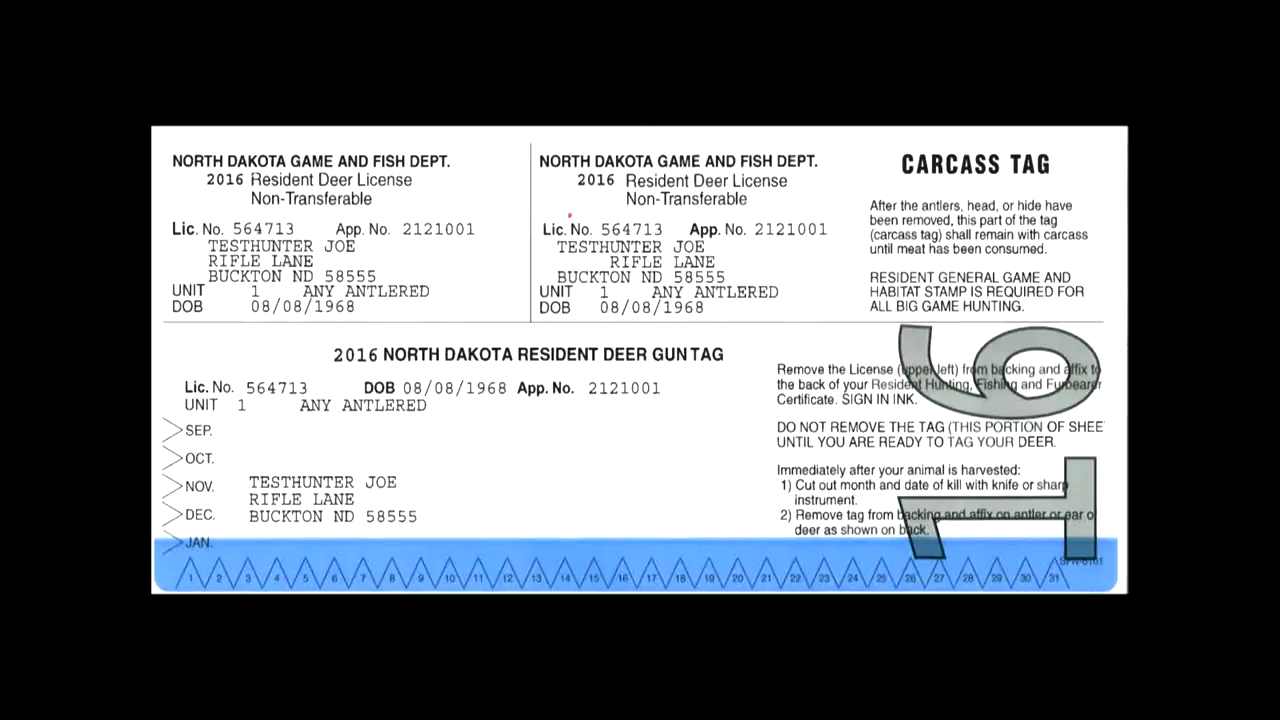 NORTH DAKOTA GAME AND FISH DEPT.
2016 Resident Deer License
Non-Transferable
Lic. No. 564713 App. No. 2121001
TESTHUNTER JOE
RIFLE LANE
BUCKTON ND 58555
UNIT 1 ANY ANTLERED
DOB 08/08/1968
NORTH DAKOTA GAME AND FISH DEPT.
2016 Resident Deer License
Non-Transferable
Lic. No. 564713 App. No. 2121001
TESTHUNTER JOE
RIFLE LANE
BUCKTON ND 58555
UNIT 1 ANY ANTLERED
DOB 08/08/1968
CARCASS TAG
After the antlers, head, or hide have
been removed, this part of the tag
(carcass tag) shall remain with carcass
until meat has been consumed.
RESIDENT GENERAL GAME AND
HABITAT STAMP IS REQUIRED FOR
ALL BIG GAME HUNTING.
2016 NORTH DAKOTA RESIDENT DEER GUN TAG
Lic. No. 564713 DOB 08/08/1968 App. No. 2121001
UNIT 1 ANY ANTLERED
SEP.
OCT.
NOV.
DEC.
JAN.
TESTHUNTER JOE
RIFLE LANE
BUCKTON ND 58555
Remove the License (upper left) from backing and affix to
the back of your Resident Hunting, Fishing and Furbearer
Certificate. SIGN IN INK.
DO NOT REMOVE THE TAG (THIS PORTION OF SHEE
UNTIL YOU ARE READY TO TAG YOUR DEER.
Immediately after your animal is harvested:
1) Cut out month and date of kill with knife or sharp
instrument.
2) Remove tag from backing and affix on antler or ear o
deer as shown on back.
16
1 2 3 4 5 6 7 8 9 10 11 12 13 14 15 16 17 18 19 20 21 22 23 24 25 26 27 28 29 30 31